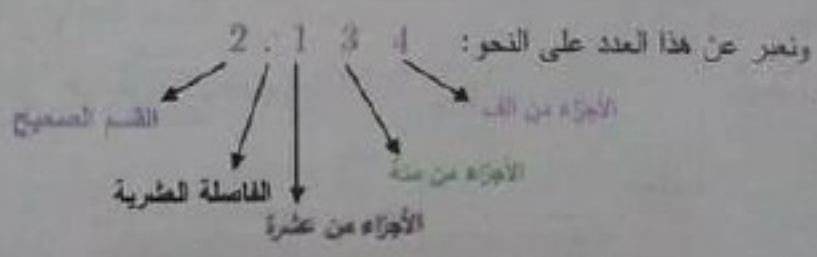 ونعبر عن هذا العدد على النحو: 2 . 1 3 4
القسم الصحيح
الأجزاء من ألف
الأجزاء من مئة
الفاصلة العشرية
الأجزاء من عشرة